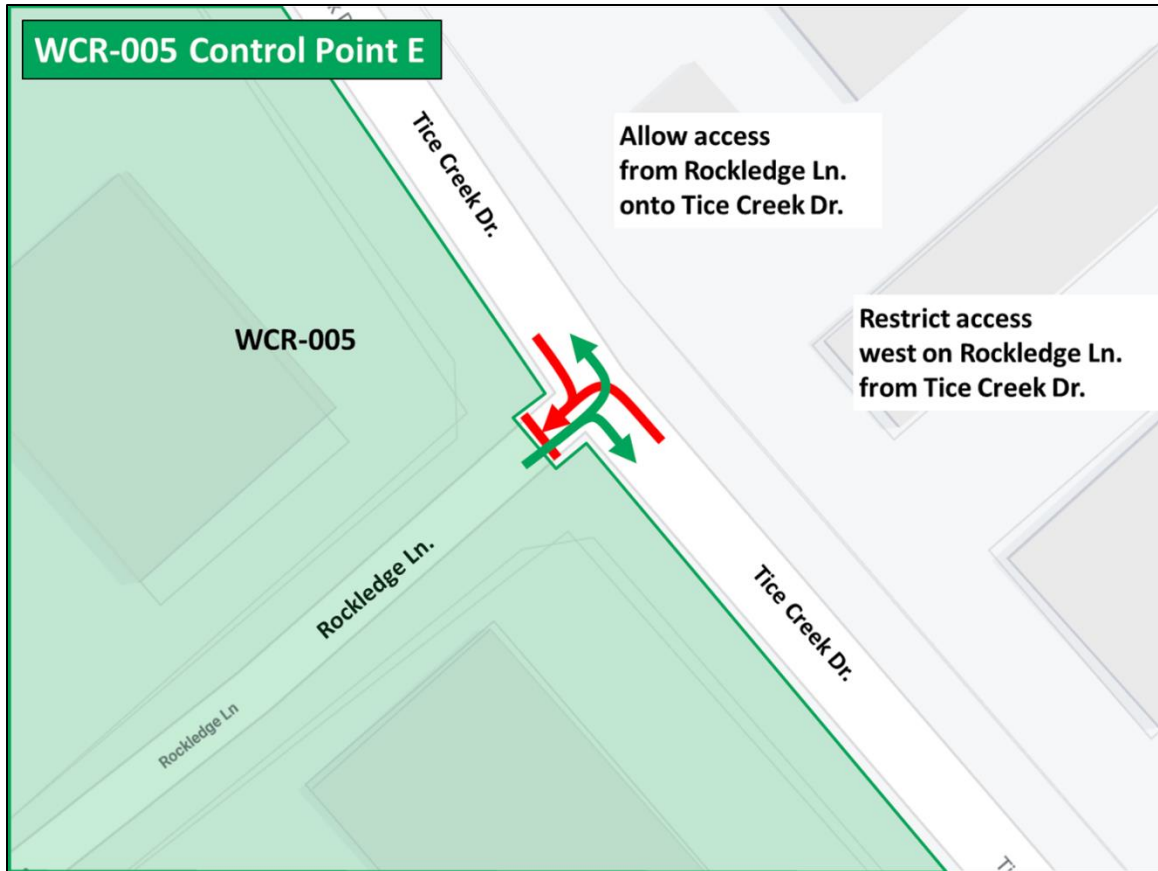 WCR-005 Control Point E
Tice Creek Dr.
Allow access
from Rockledge Ln.
onto Tice Creek Dr.
WCR-005
Restrict access
west on Rockledge Ln.
from Tice Creek Dr.
Rockledge Ln.
Tice Creek Dr.
Rockledge Ln